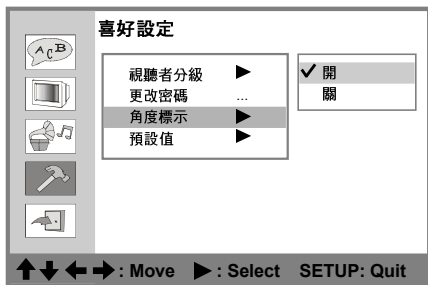 喜好設定
ACB
視聽者分級 ▶
更改密碼 ...
角度標示 ▶
預設值 ▶
✓ 開
關
↑↓←→: Move ▶: Select SETUP: Quit